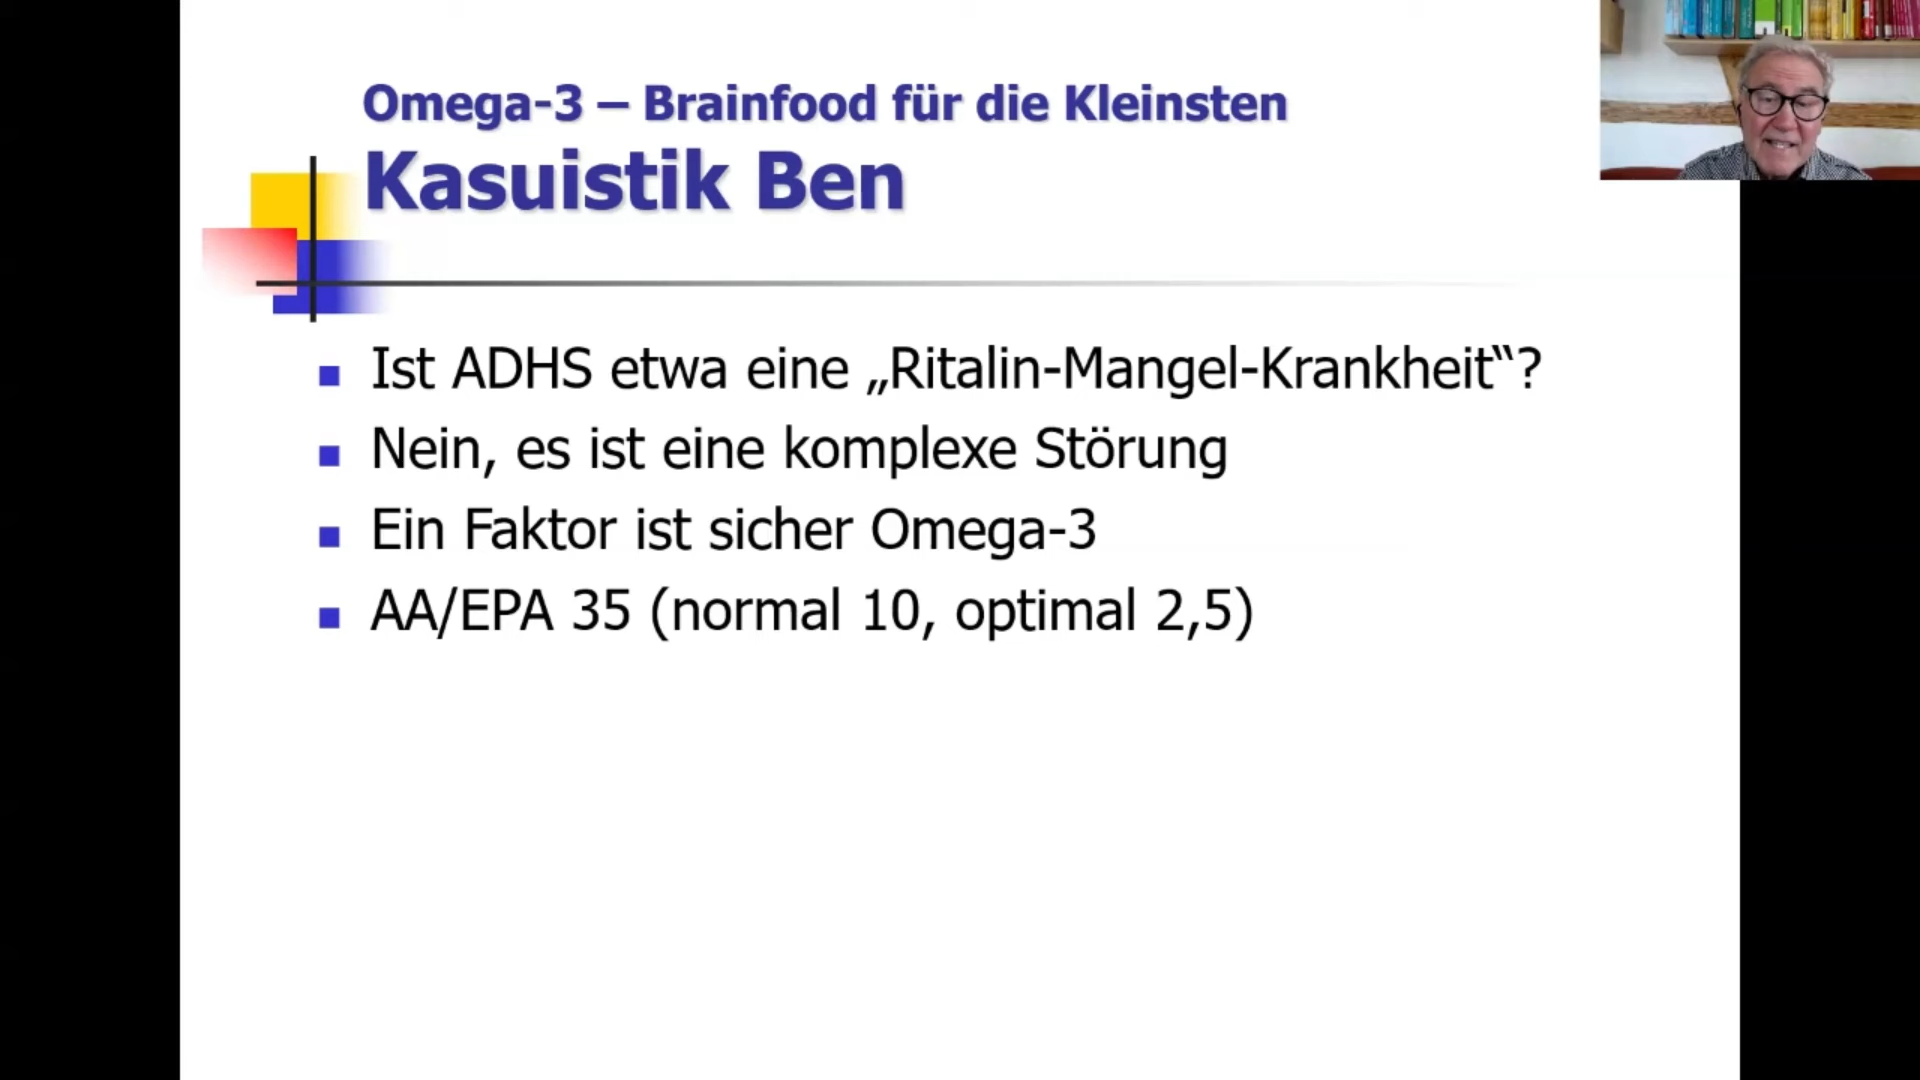 Omega-3 – Brainfood für die Kleinsten
Kasuistik Ben
Ist ADHS etwa eine „Ritalin-Mangel-Krankheit“?
Nein, es ist eine komplexe Störung
Ein Faktor ist sicher Omega-3
AA/EPA 35 (normal 10, optimal 2,5)